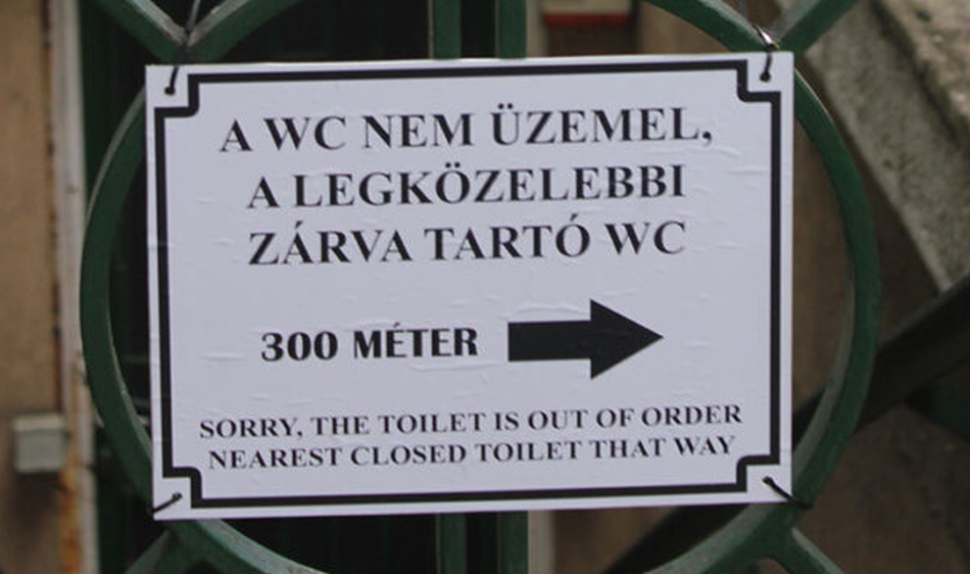 A WC NEM ÜZEMEL,
A LEGKÖZELEBBI
ZÁRVA TARTÓ WC
300 MÉTER
SORRY, THE TOILET IS OUT OF ORDER
NEAREST CLOSED TOILET THAT WAY